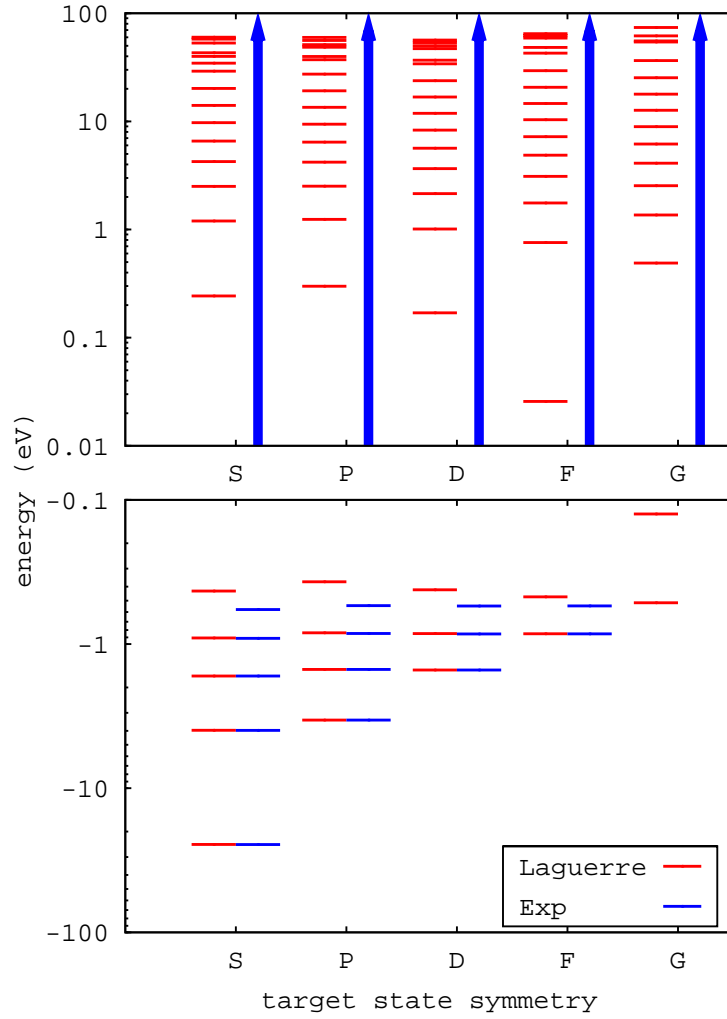 100
10
1
0.1
0.01
S P D F G
energy (eV)
-0.1
-1
-10
-100
Laguerre
Exp
S P D F G
target state symmetry